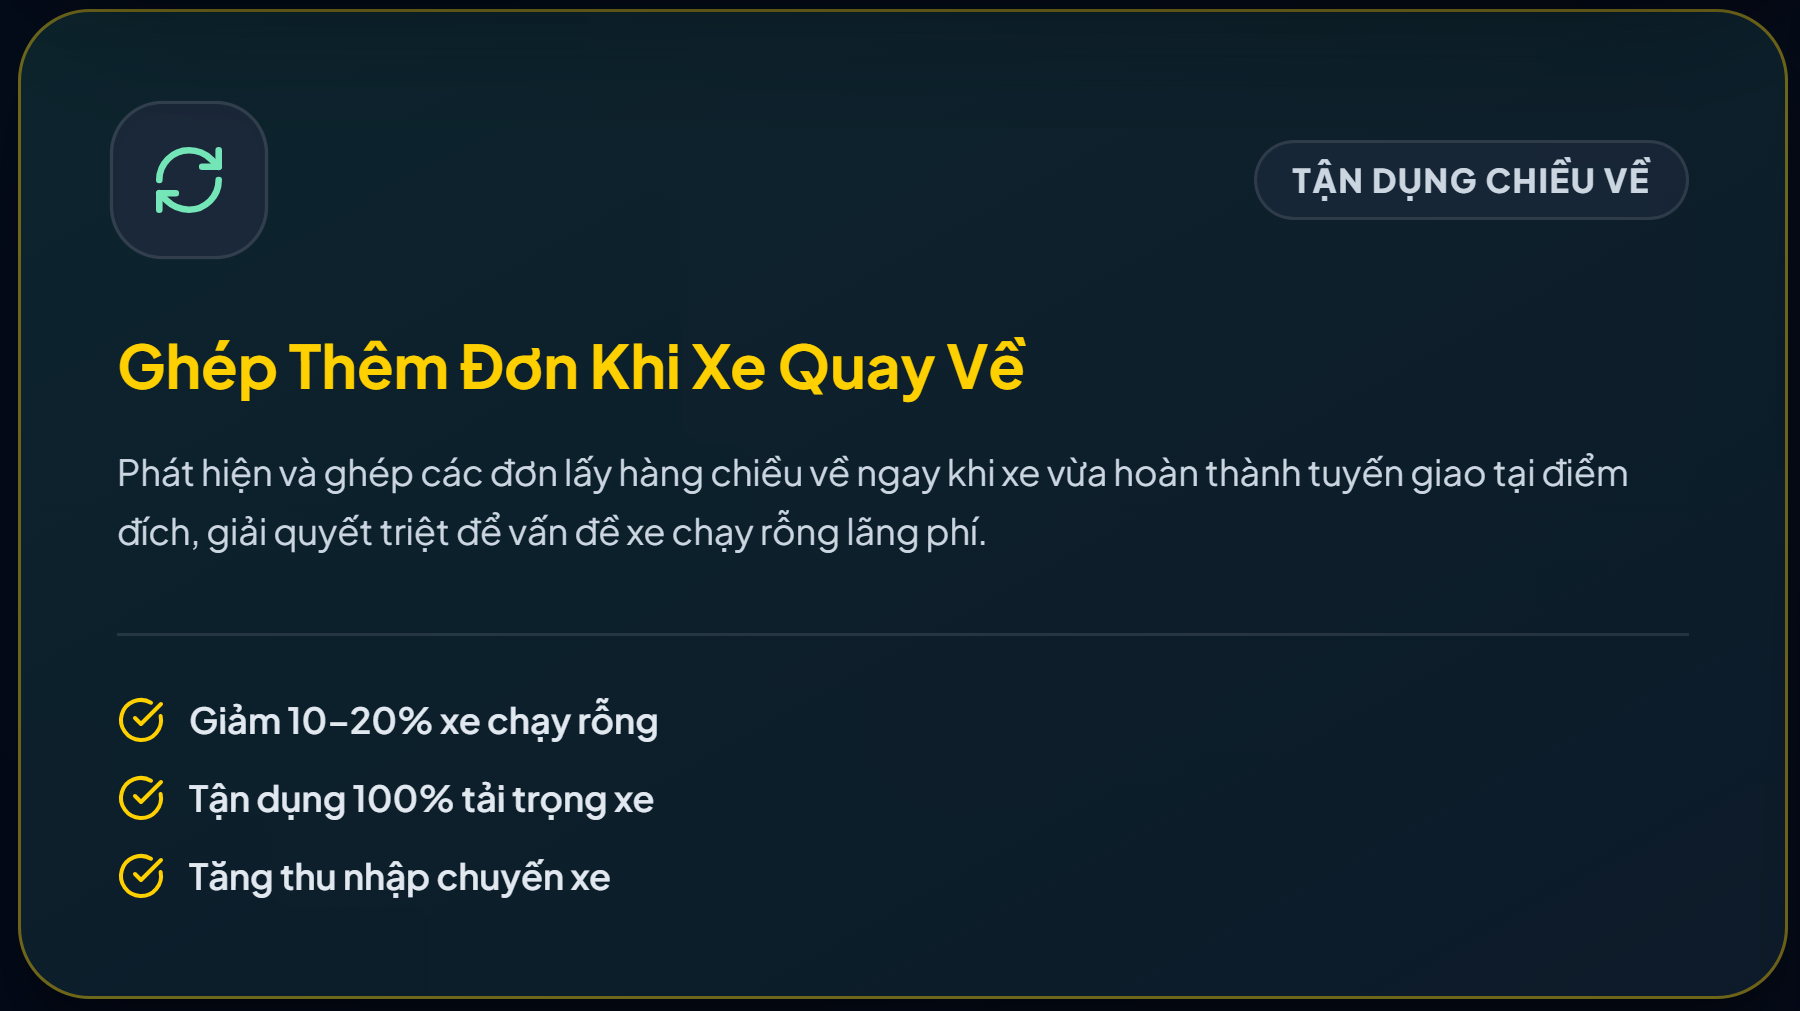 TẬN DỤNG CHIỀU VỀ
Ghép Thêm Đơn Khi Xe Quay Về
Phát hiện và ghép các đơn lấy hàng chiều về ngay khi xe vừa hoàn thành tuyến giao tại điểm
đích, giải quyết triệt để vấn đề xe chạy rỗng lãng phí.
Giảm 10–20% xe chạy rỗng
Tận dụng 100% tải trọng xe
Tăng thu nhập chuyến xe